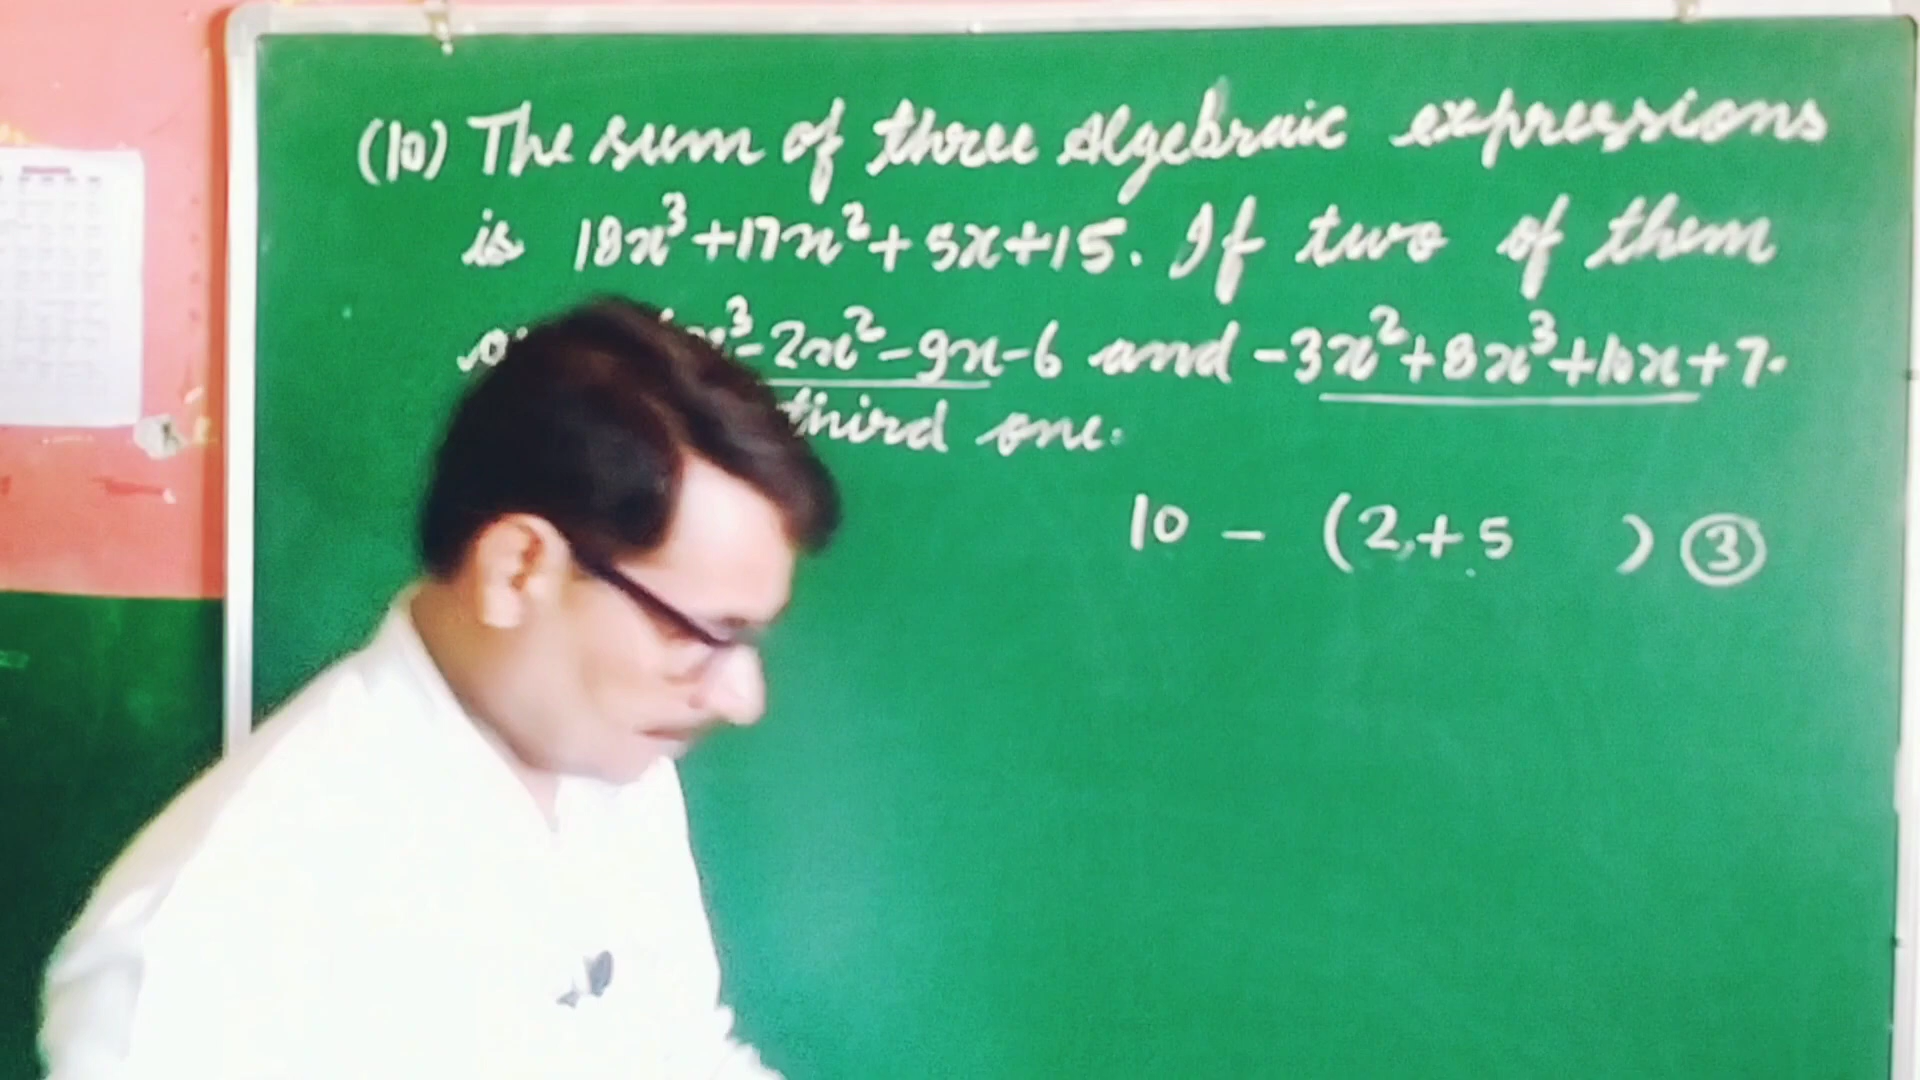 (10) The sum of three Algebraic expressions
is 18x³+17x²+5x+15. If two of them
x³-2x²-9x-6 and -3x²+8x³+10x+7.
third one.
10 - (2+5 ) ③